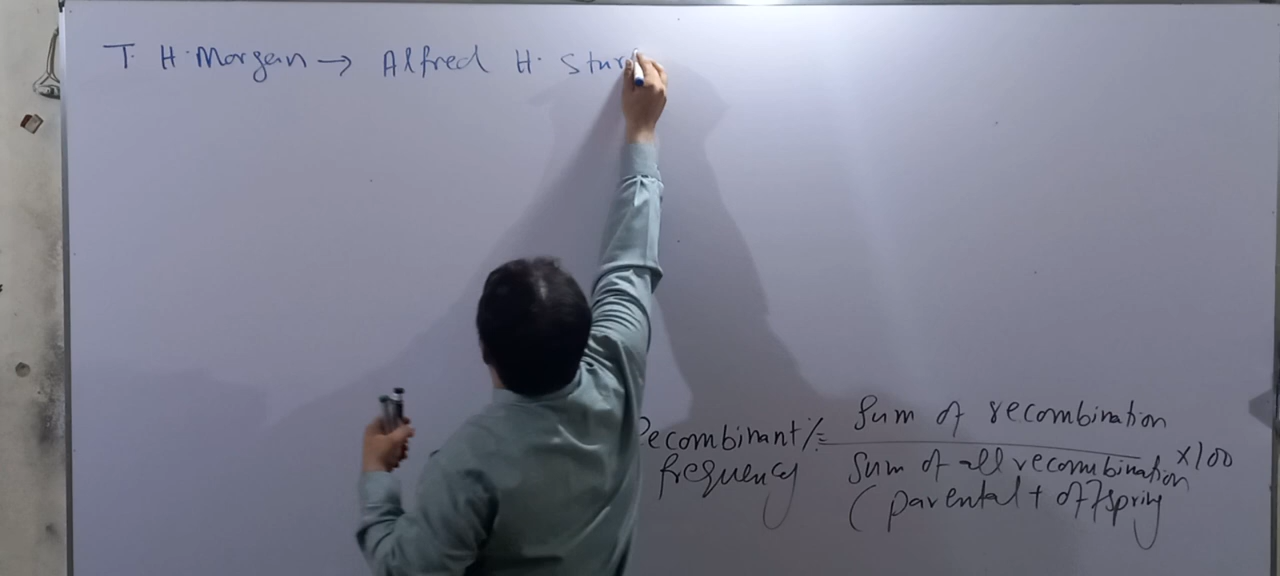 T. H. Morgan → Alfred H. Stur
Recombinant %= Sum of recombination
frequency Sum of all recombination ×100
(parental + offspring